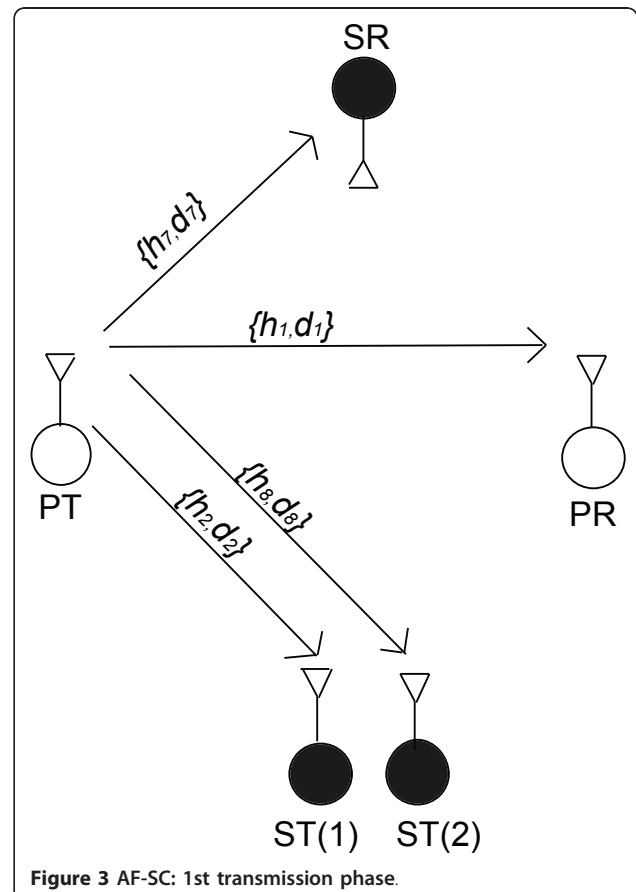 SR
{h7,d7}
{h1,d1}
PT
PR
{h8,d8}
{h2,d2}
ST(1) ST(2)
Figure 3 AF-SC: 1st transmission phase.